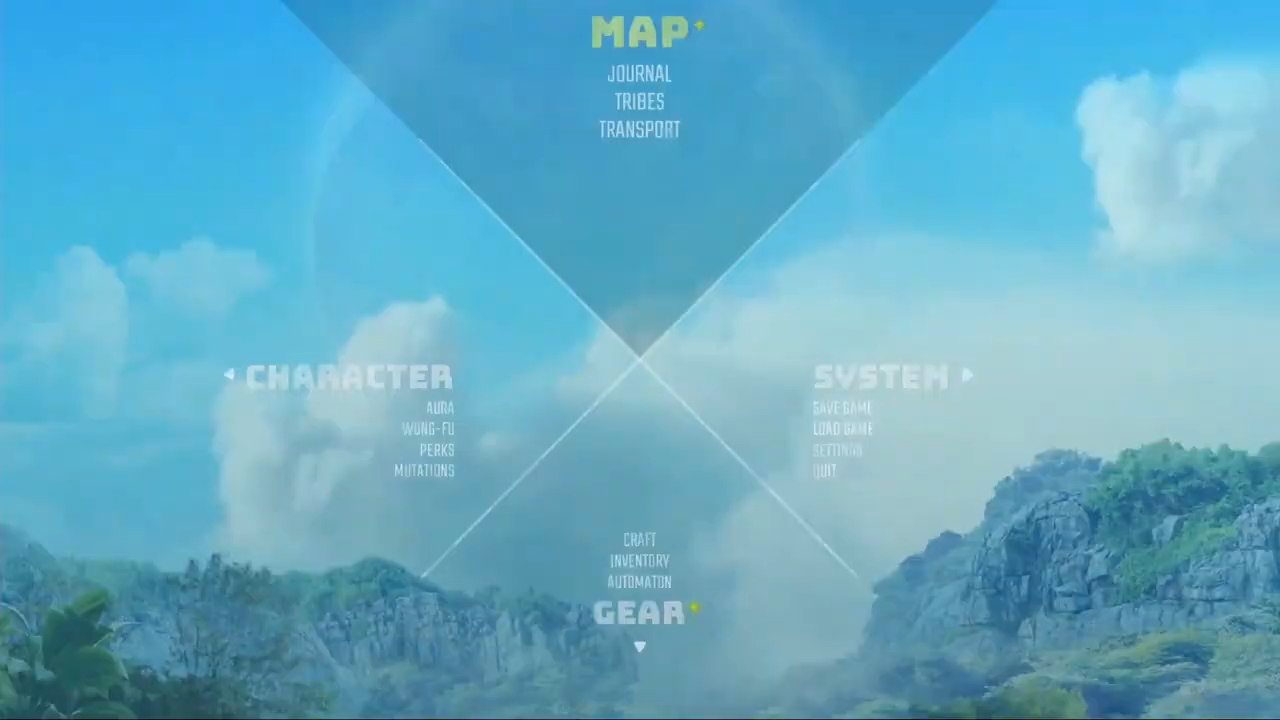 MAP
JOURNAL
TRIBES
TRANSPORT
CHARACTER
AURA
WUNG-FU
PERKS
MUTATIONS
SYSTEM
SAVE GAME
LOAD GAME
SETTINGS
QUIT
CRAFT
INVENTORY
AUTOMATON
GEAR